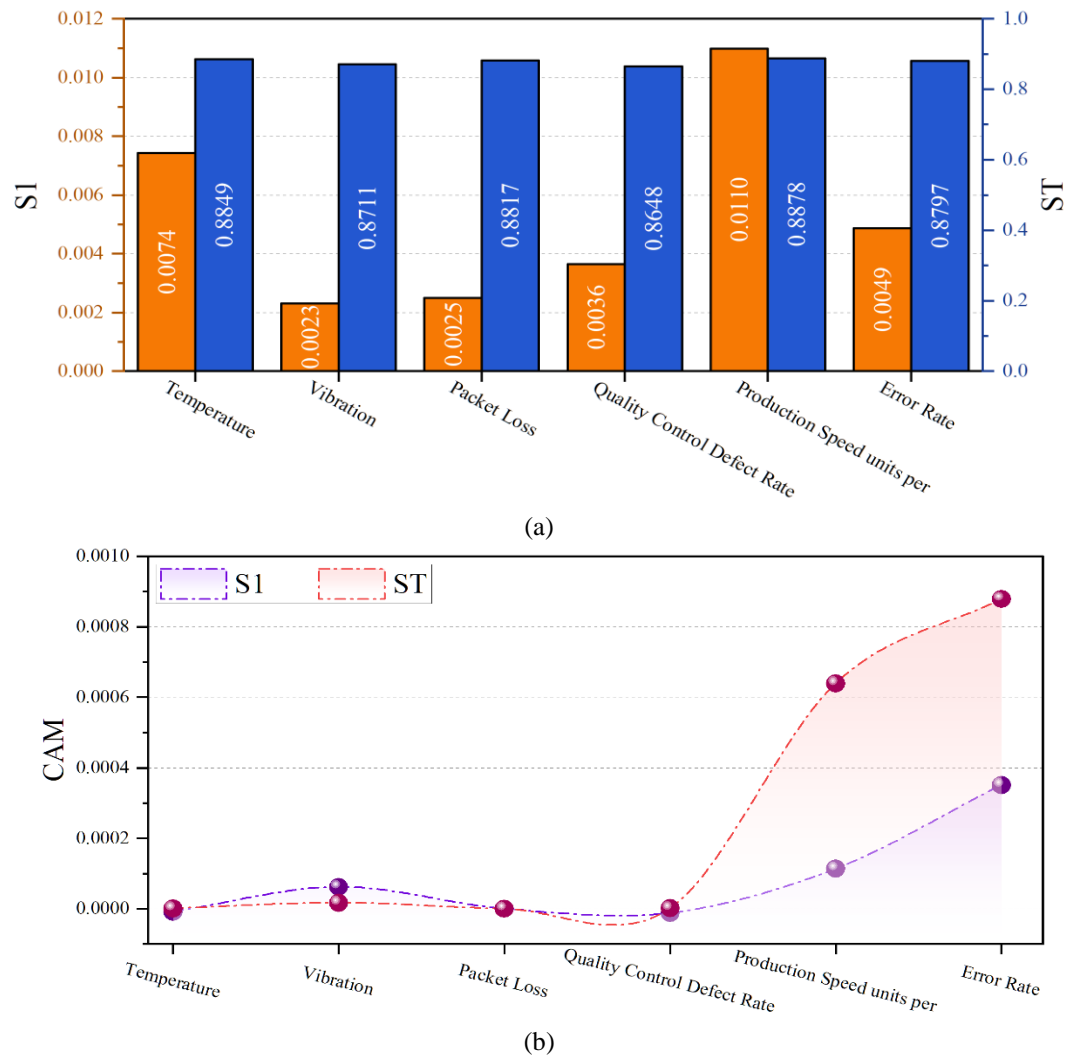 0.012
0.010
0.008
0.006
0.004
0.002
0.000
S1
1.0
0.8
0.6
0.4
0.2
0.0
ST
0.0074
0.8849
0.0023
0.8711
0.0025
0.8817
0.0036
0.8648
0.0110
0.8878
0.0049
0.8797
Temperature
Vibration
Packet Loss
Quality Control Defect Rate
Production Speed units per
Error Rate
(a)
0.0010
0.0008
0.0006
0.0004
0.0002
0.0000
CAM
S1
ST
Temperature
Vibration
Packet Loss
Quality Control Defect Rate
Production Speed units per
Error Rate
(b)